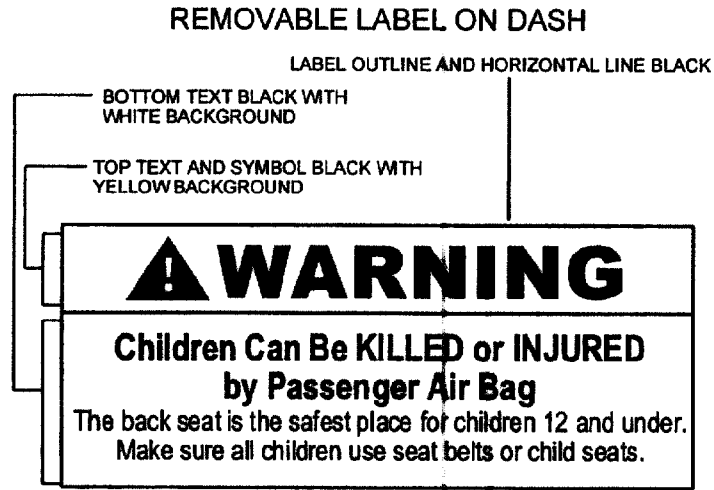 REMOVABLE LABEL ON DASH
LABEL OUTLINE AND HORIZONTAL LINE BLACK
BOTTOM TEXT BLACK WITH
WHITE BACKGROUND
TOP TEXT AND SYMBOL BLACK WITH
YELLOW BACKGROUND
WARNING
Children Can Be KILLED or INJURED
by Passenger Air Bag
The back seat is the safest place for children 12 and under.
Make sure all children use seat belts or child seats.